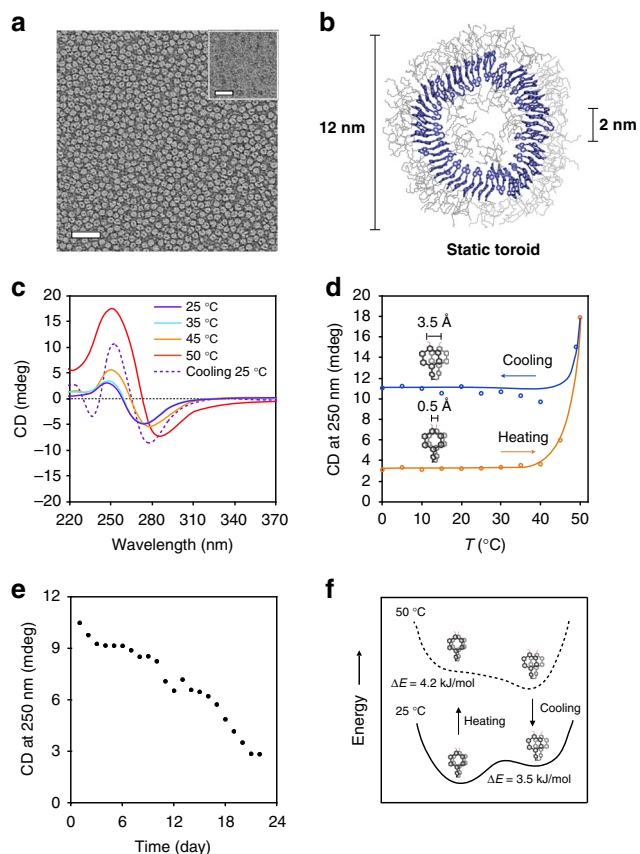 a
b
12 nm
2 nm
Static toroid
c
20
15
10
5
0
−5
−10
−15
−20
CD (mdeg)
25 °C
35 °C
45 °C
50 °C
Cooling 25 °C
220 250 280 310 340 370
Wavelength (nm)
d
18
16
14
12
10
8
6
4
2
0
CD at 250 nm (mdeg)
3.5 Å
Cooling
0.5 Å
Heating
0 10 20 30 40 50
T (°C)
e
12
9
6
3
0
CD at 250 nm (mdeg)
0 6 12 18 24
Time (day)
f
Energy
50 °C
ΔE = 4.2 kJ/mol
25 °C
Heating
Cooling
ΔE = 3.5 kJ/mol